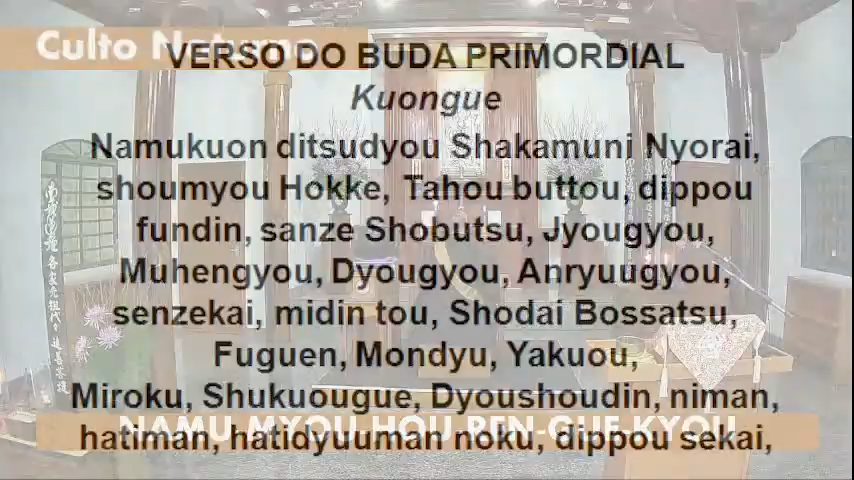 Culto Noturno
VERSO DO BUDA PRIMORDIAL
Kuongue
Namukuon ditsudyou Shakamuni Nyorai,
shoumyou Hokke, Tahou buttou, dippou
fundin, sanze Shobutsu, Jyougyou,
Muhengyou, Dyougyou, Anryuugyou,
senzekai, midin tou, Shodai Bossatsu,
Fuguen, Mondyu, Yakuou,
Miroku, Shukuougue, Dyoushoudin, niman,
NAMU MYOU HOU REN-GUE-KYOU
hatiman, hatidyuuman noku, dippou sekai,